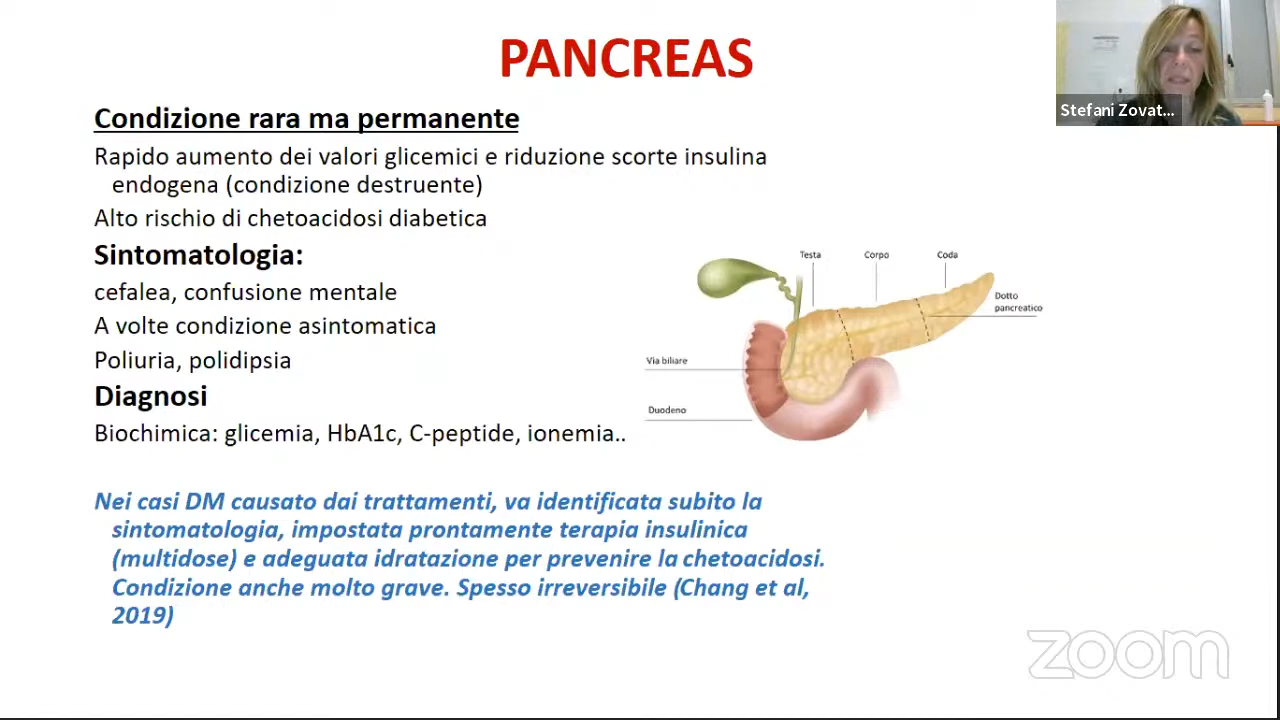 PANCREAS
Stefani Zovat...
Condizione rara ma permanente
Rapido aumento dei valori glicemici e riduzione scorte insulina
endogena (condizione destruente)
Alto rischio di chetoacidosi diabetica
Sintomatologia:
cefalea, confusione mentale
A volte condizione asintomatica
Poliuria, polidipsia
Diagnosi
Biochimica: glicemia, HbA1c, C-peptide, ionemia..
Testa
Corpo
Coda
Dotto
pancreatico
Via biliare
Duodeno
Nei casi DM causato dai trattamenti, va identificata subito la
sintomatologia, impostata prontamente terapia insulinica
(multidose) e adeguata idratazione per prevenire la chetoacidosi.
Condizione anche molto grave. Spesso irreversibile (Chang et al,
2019)
zoom